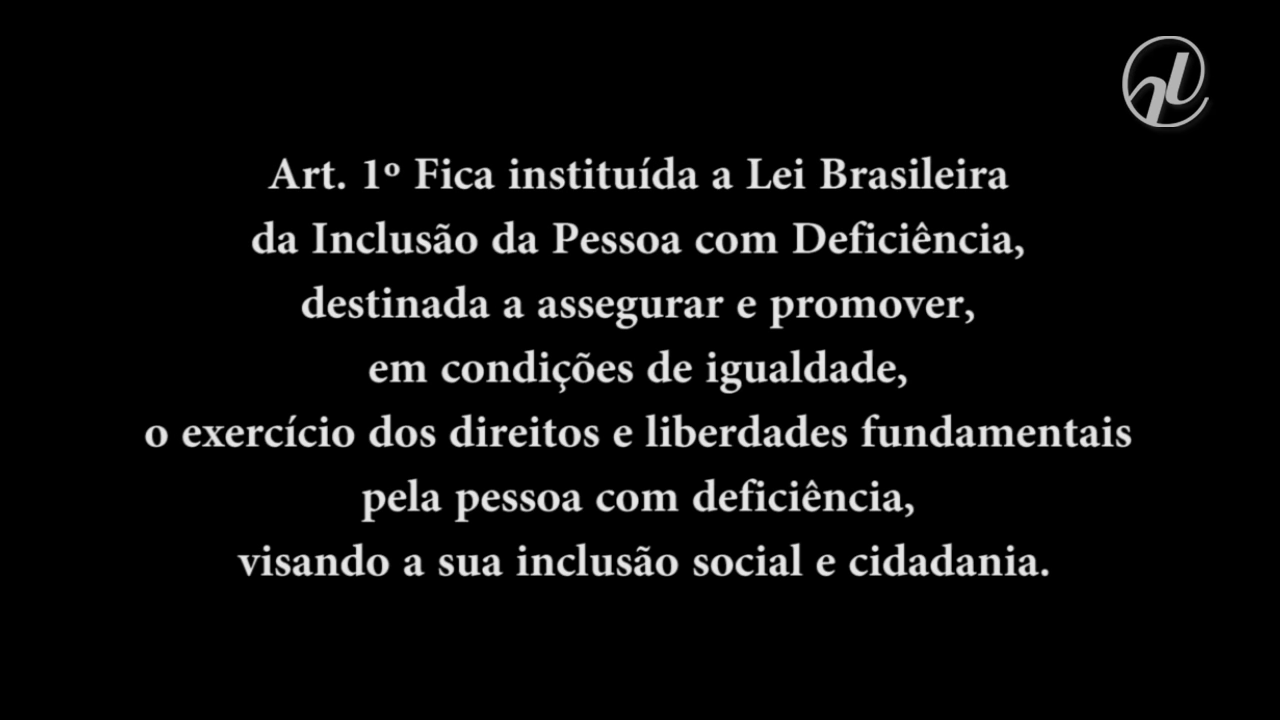 Art. 1º Fica instituída a Lei Brasileira
da Inclusão da Pessoa com Deficiência,
destinada a assegurar e promover,
em condições de igualdade,
o exercício dos direitos e liberdades fundamentais
pela pessoa com deficiência,
visando a sua inclusão social e cidadania.